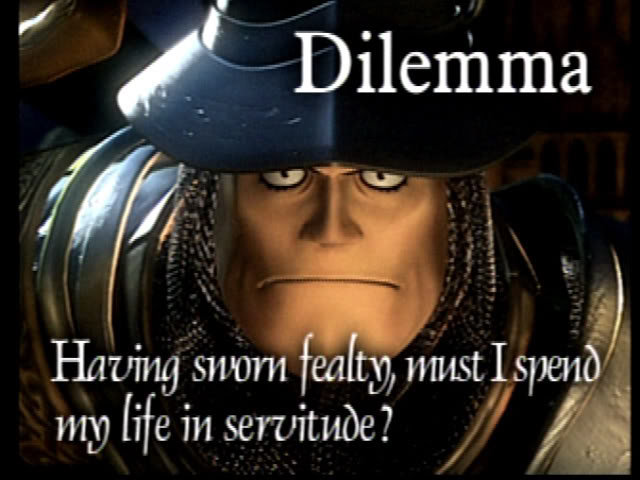 Dilemma
Having sworn fealty, must I spend
my life in servitude?